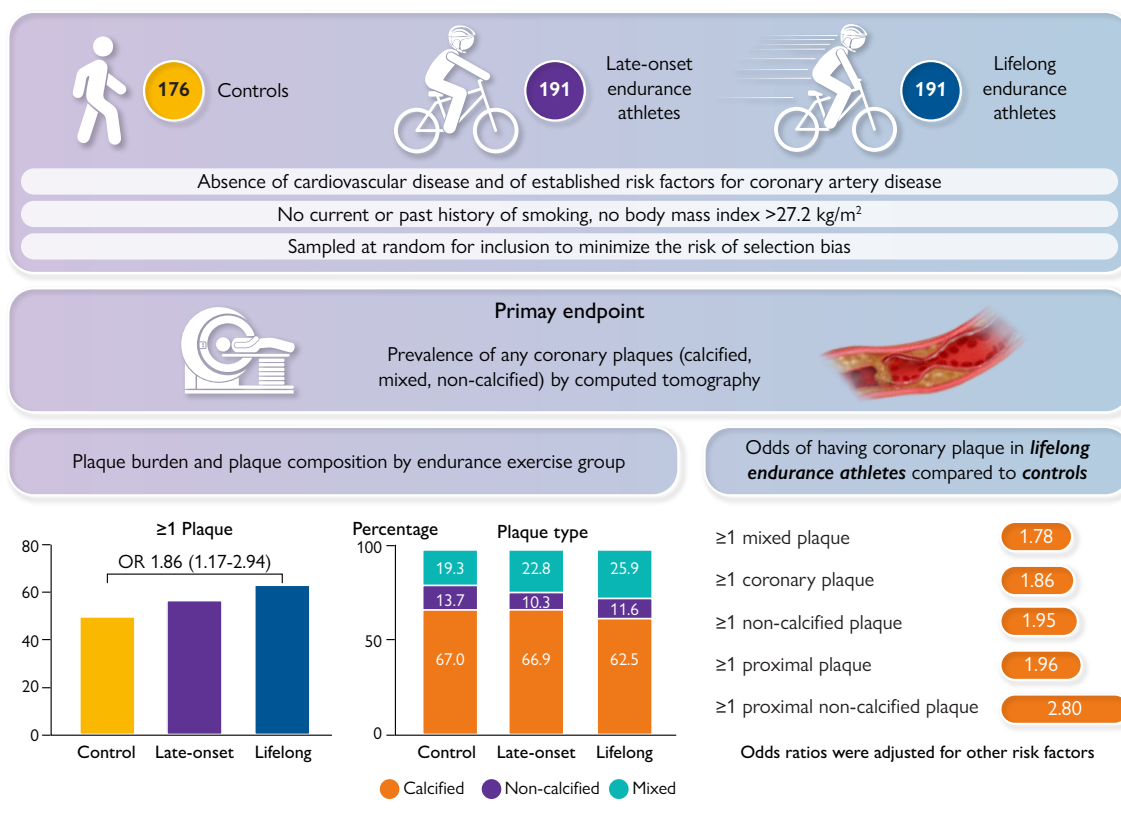 176
Controls
191
Late-onset
endurance
athletes
191
Lifelong
endurance
athletes
Absence of cardiovascular disease and of established risk factors for coronary artery disease
No current or past history of smoking, no body mass index >27.2 kg/m²
Sampled at random for inclusion to minimize the risk of selection bias
Primay endpoint
Prevalence of any coronary plaques (calcified,
mixed, non-calcified) by computed tomography
Plaque burden and plaque composition by endurance exercise group
≥1 Plaque
80
60
40
20
0
OR 1.86 (1.17-2.94)
Control
Late-onset
Lifelong
Percentage
Plaque type
100
50
0
19.3
22.8
25.9
13.7
10.3
11.6
67.0
66.9
62.5
Control
Late-onset
Lifelong
Calcified
Non-calcified
Mixed
Odds of having coronary plaque in lifelong
endurance athletes compared to controls
≥1 mixed plaque 1.78
≥1 coronary plaque 1.86
≥1 non-calcified plaque 1.95
≥1 proximal plaque 1.96
≥1 proximal non-calcified plaque 2.80
Odds ratios were adjusted for other risk factors